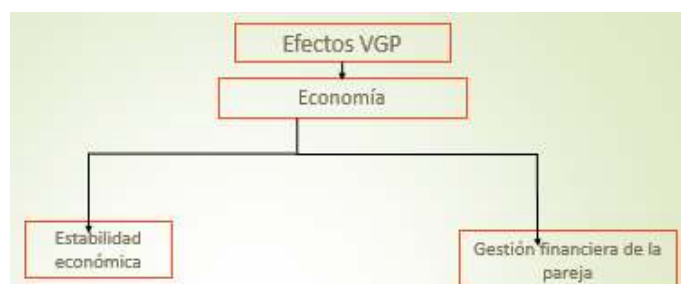 Efectos VGP
Economía
Estabilidad
económica
Gestión financiera de la
pareja